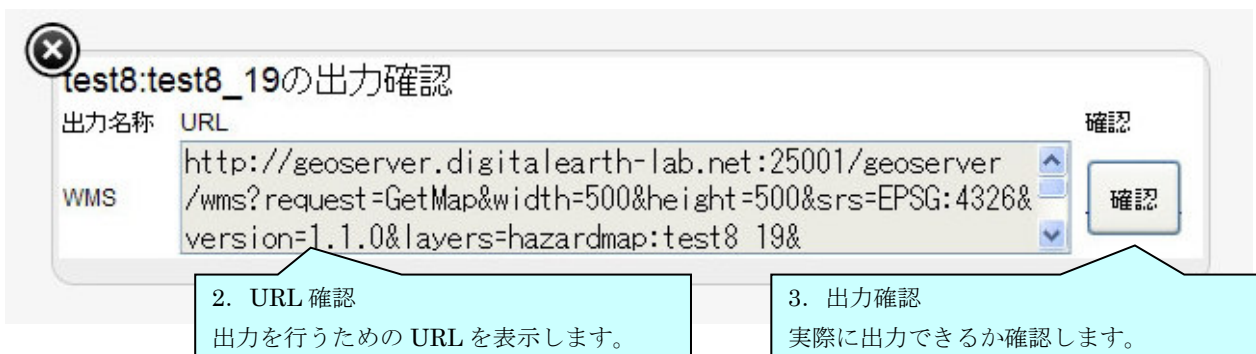 test8:test8_19の出力確認
出力名称 URL 確認
http://geoserver.digitalearth-lab.net:25001/geoserver
WMS /wms?request=GetMap&width=500&height=500&srs=EPSG:4326& 確認
version=1.1.0&layers=hazardmap:test8_19&
2. URL 確認
出力を行うための URL を表示します。
3. 出力確認
実際に出力できるか確認します。